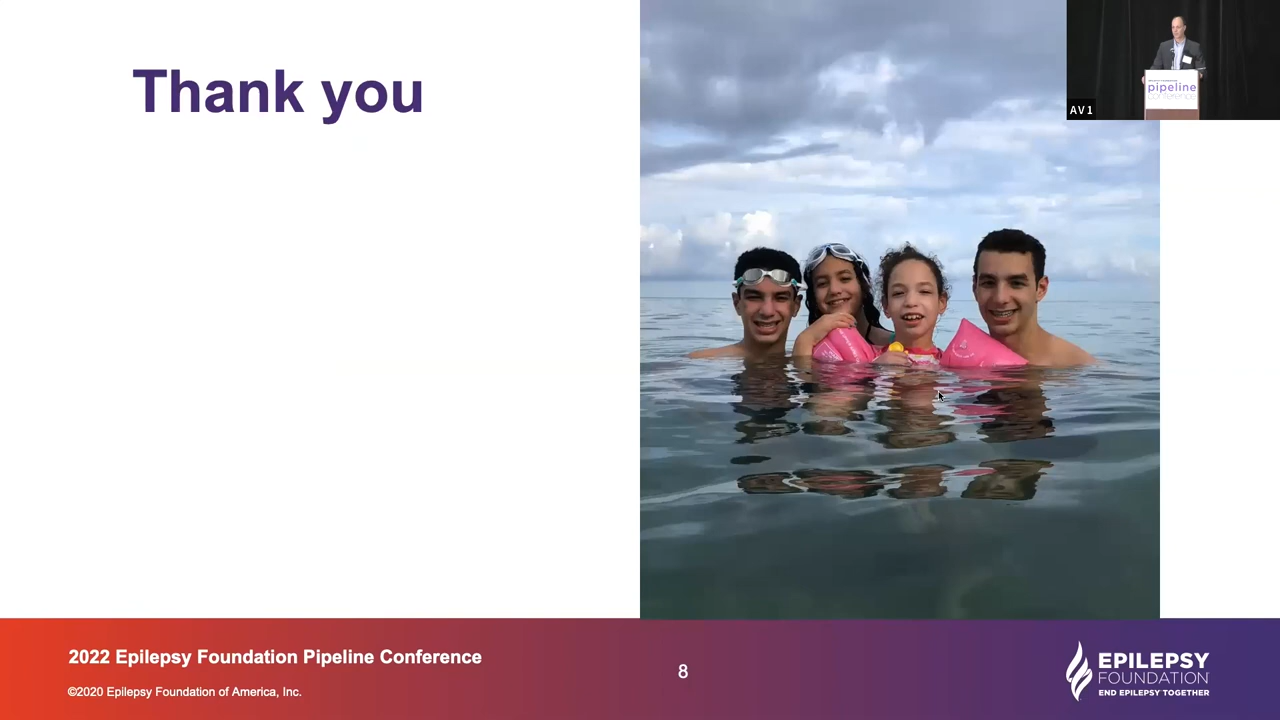 Thank you
AV 1
pipeline
conference
2022 Epilepsy Foundation Pipeline Conference
©2020 Epilepsy Foundation of America, Inc.
8
EPILEPSY
FOUNDATION
END EPILEPSY TOGETHER